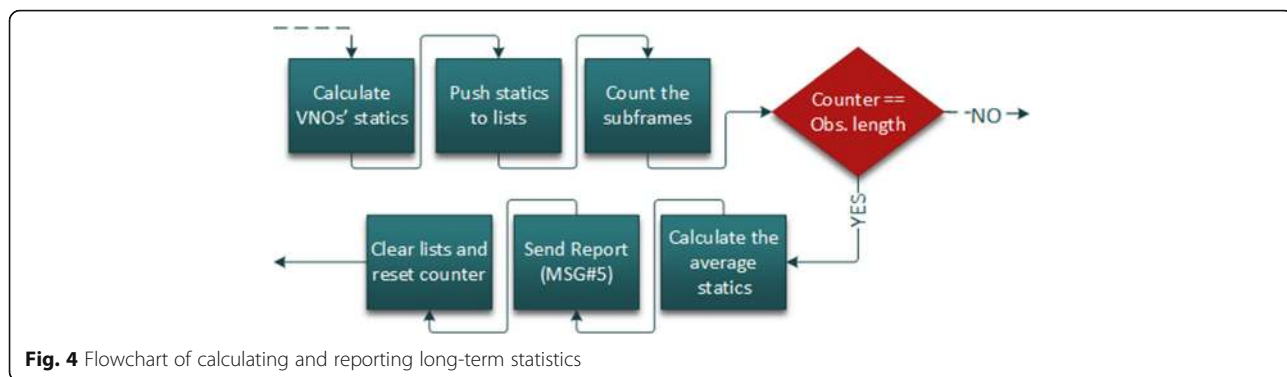 Calculate
VNOs' statics
Push statics
to lists
Count the
subframes
Counter ==
Obs. length
NO
YES
Calculate the
average
statics
Send Report
(MSG#5)
Clear lists and
reset counter
Fig. 4 Flowchart of calculating and reporting long-term statistics